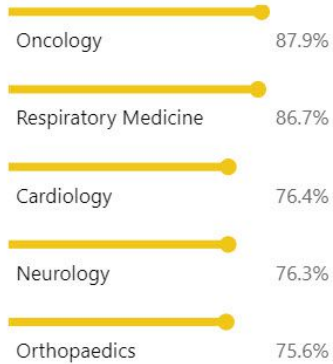 Oncology 87.9%
Respiratory Medicine 86.7%
Cardiology 76.4%
Neurology 76.3%
Orthopaedics 75.6%